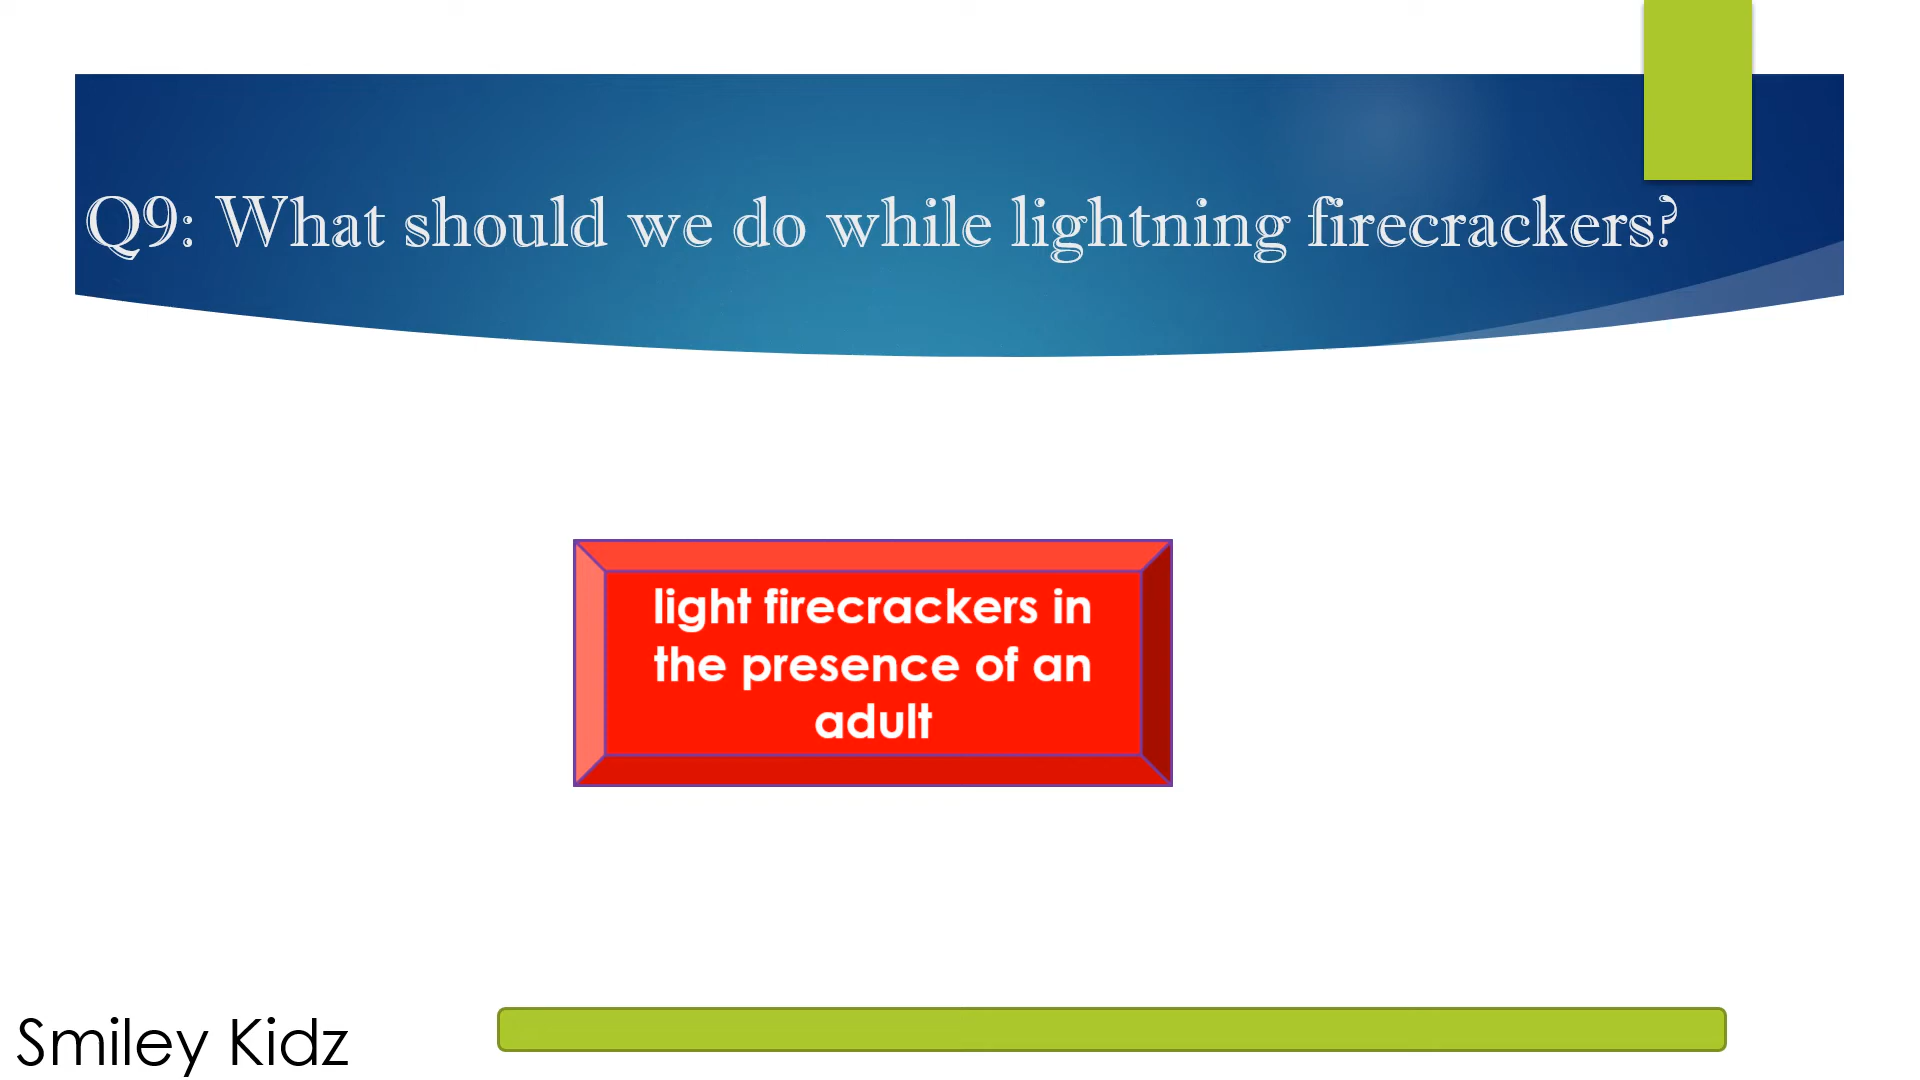 Q9: What should we do while lightning firecrackers?
light firecrackers in
the presence of an
adult
Smiley Kidz